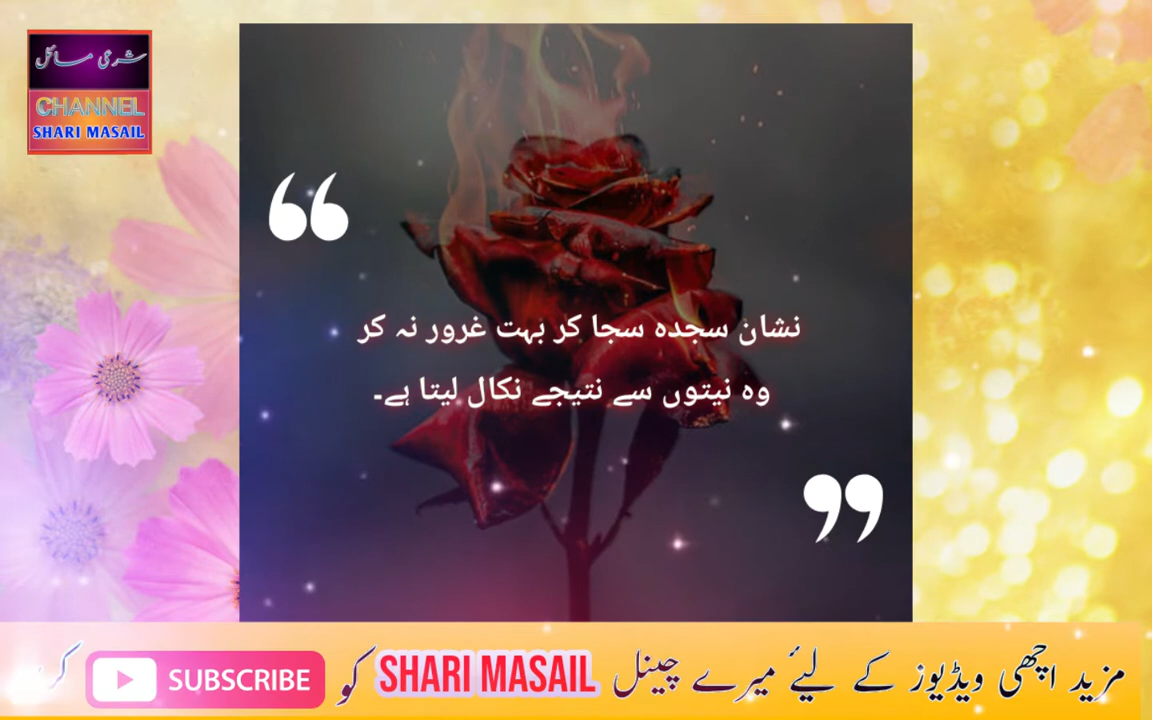 شرعی مسائل
CHANNEL
SHARI MASAIL
نشان سجدہ سجا کر بہت غرور نہ کر
وہ نیتوں سے نتیجے نکال لیتا ہے۔
مزید اچھی ویڈیوز کے لیۓ میرے چینل SHARI MASAIL کو SUBSCRIBE